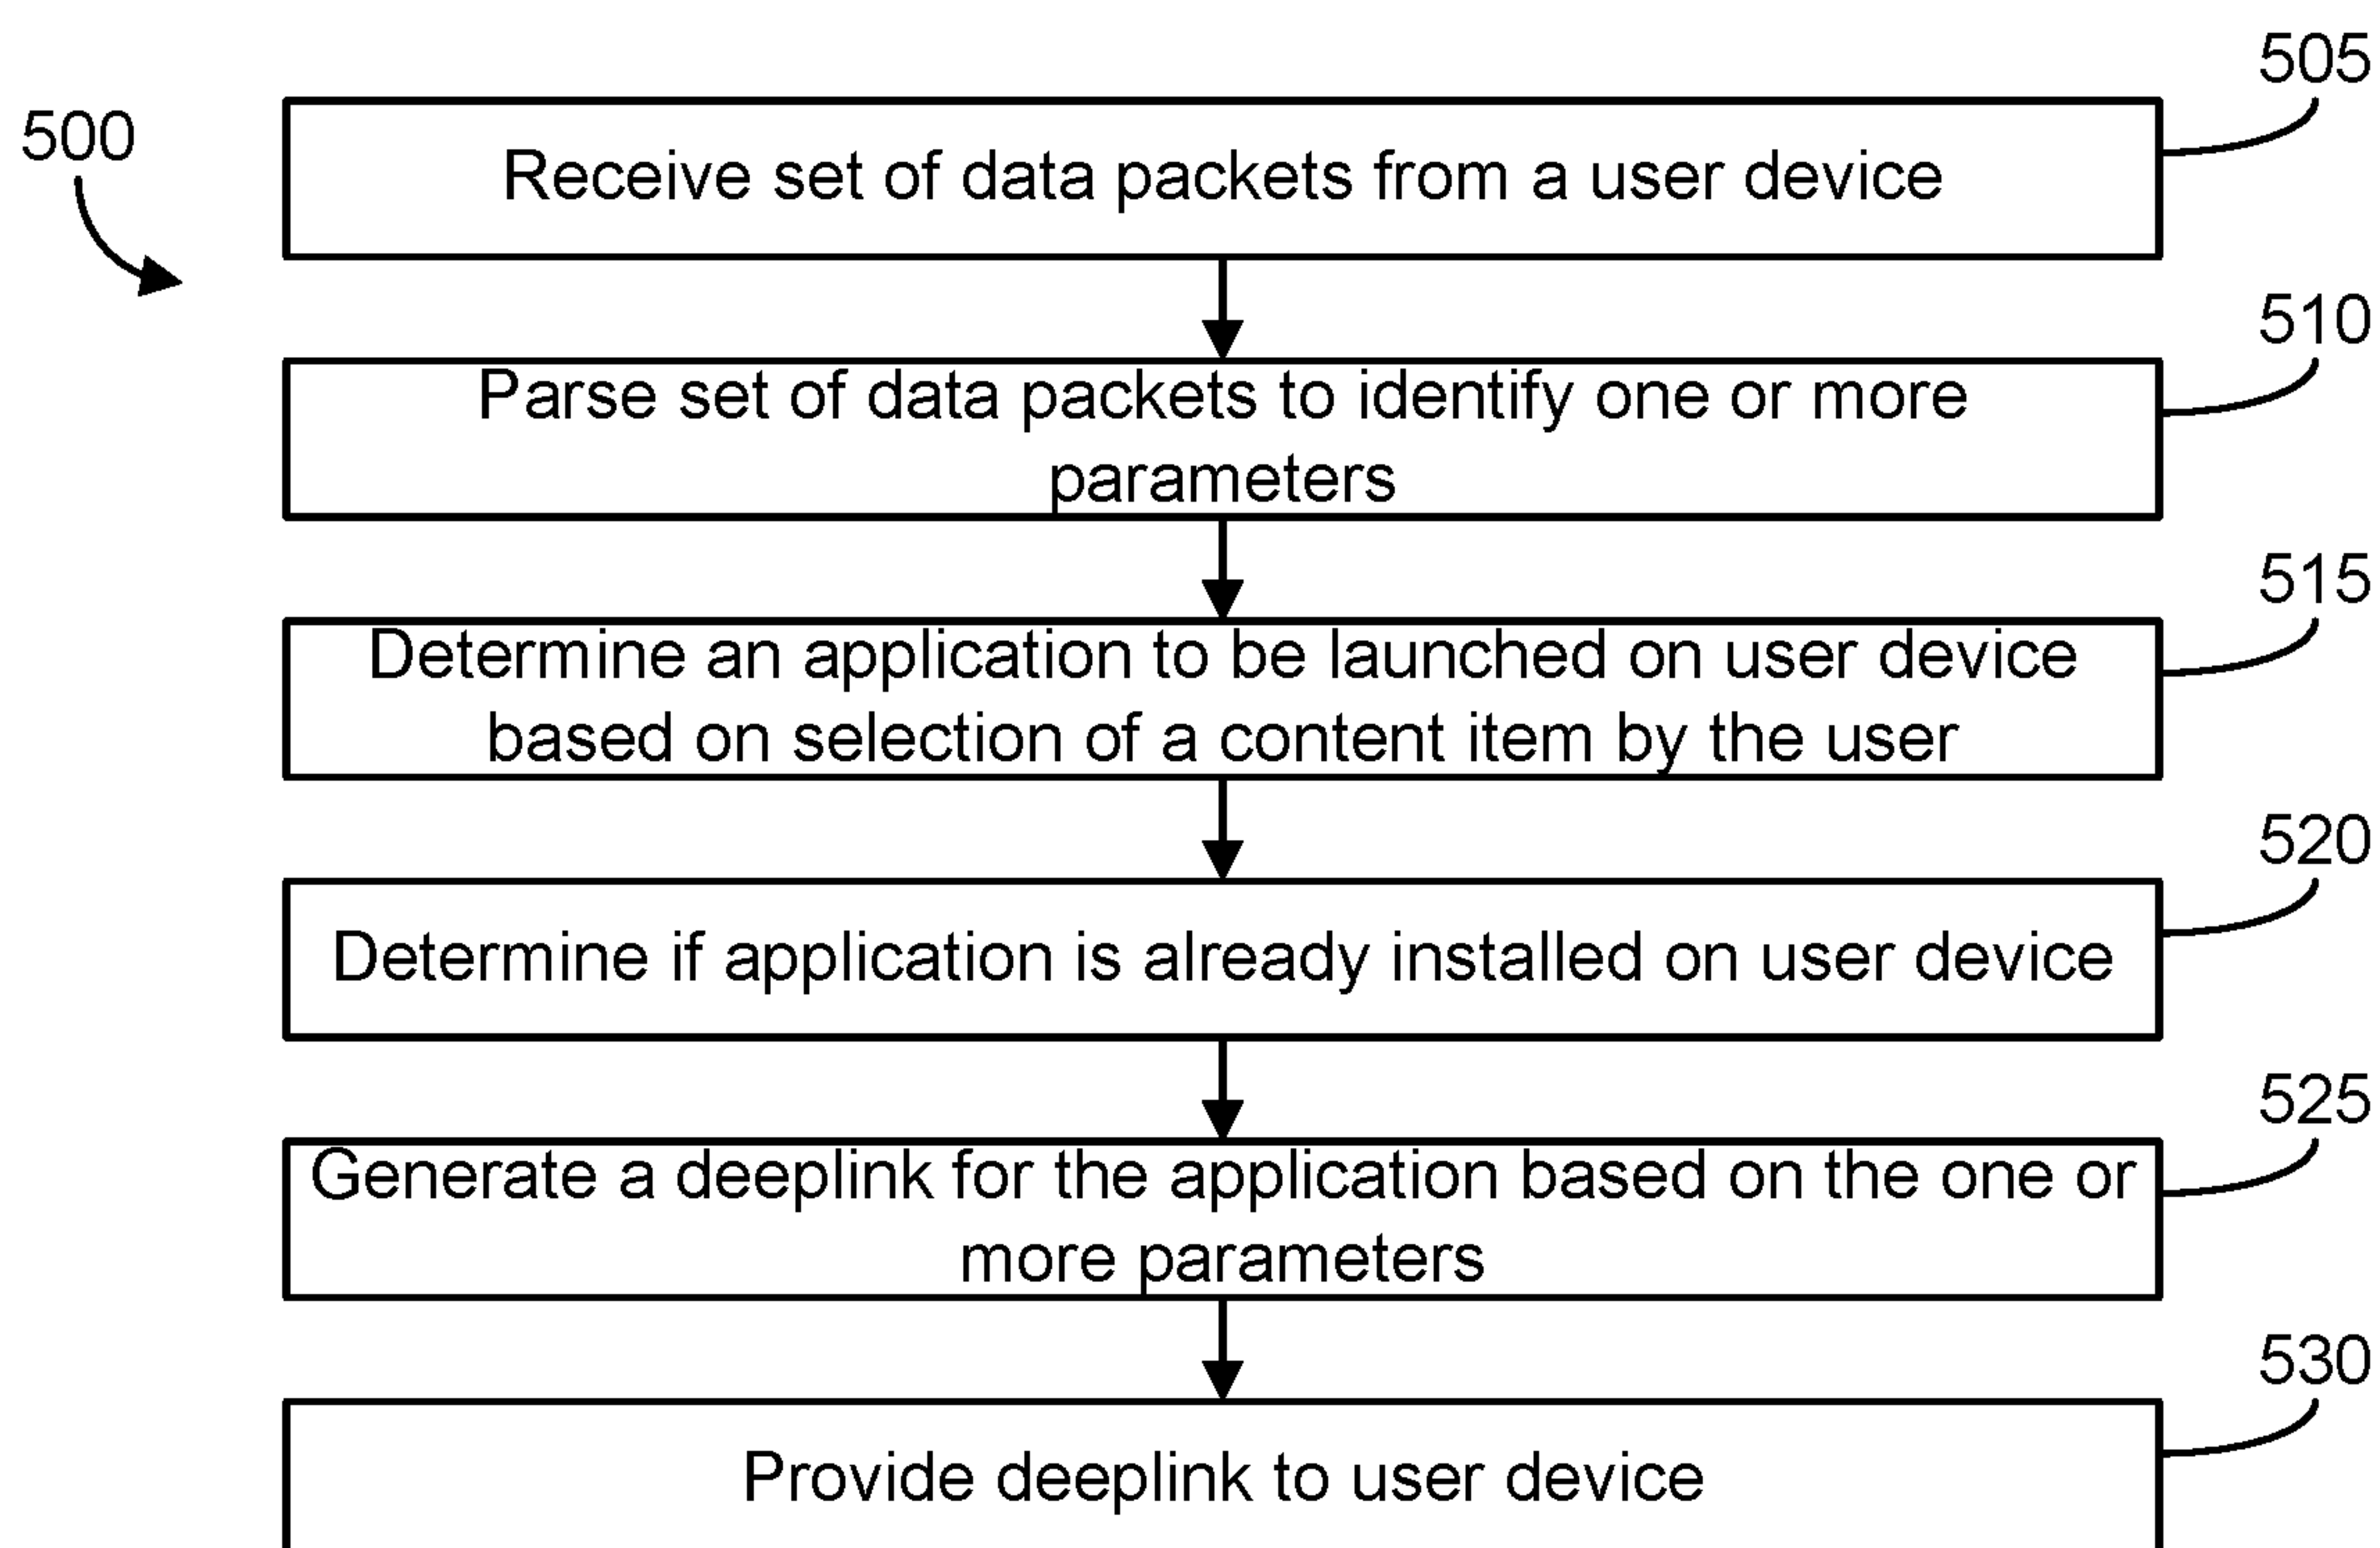 505
500
Receive set of data packets from a user device
510
Parse set of data packets to identify one or more
parameters
515
Determine an application to be launched on user device
based on selection of a content item by the user
520
Determine if application is already installed on user device
525
Generate a deeplink for the application based on the one or
more parameters
530
Provide deeplink to user device